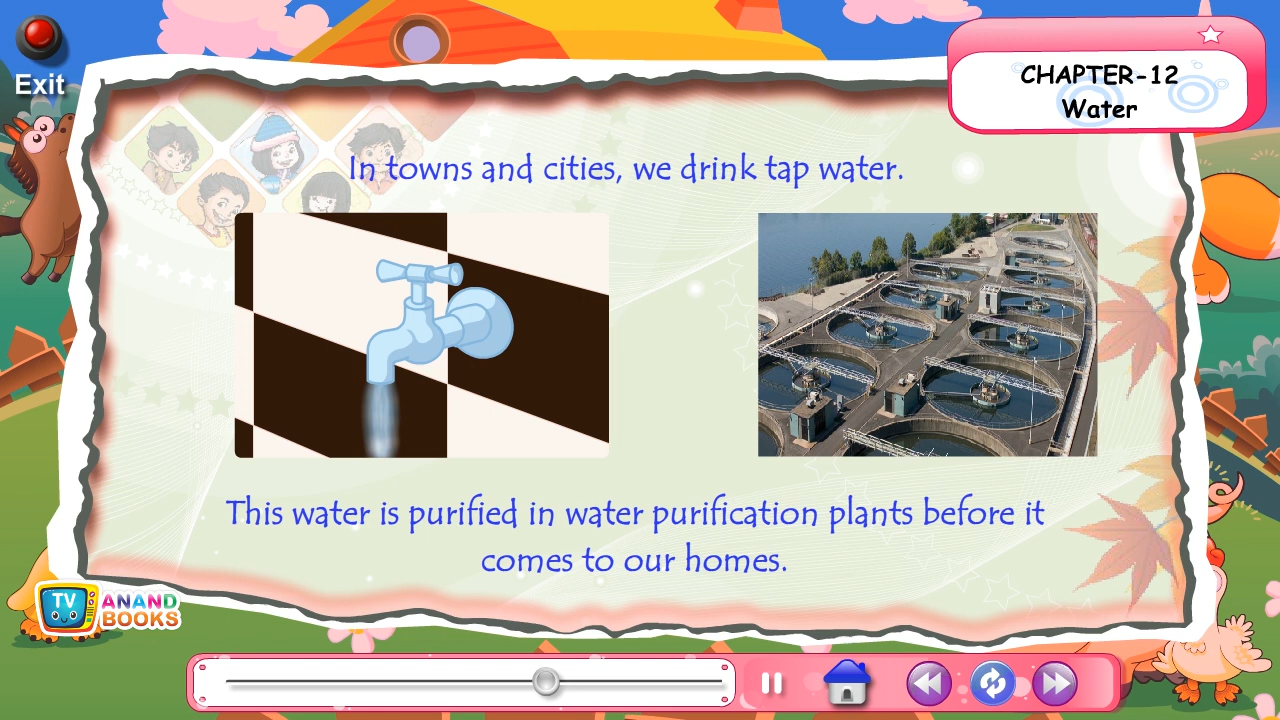 Exit
CHAPTER-12
Water
In towns and cities, we drink tap water.
This water is purified in water purification plants before it
comes to our homes.
TV
ANAND
BOOKS